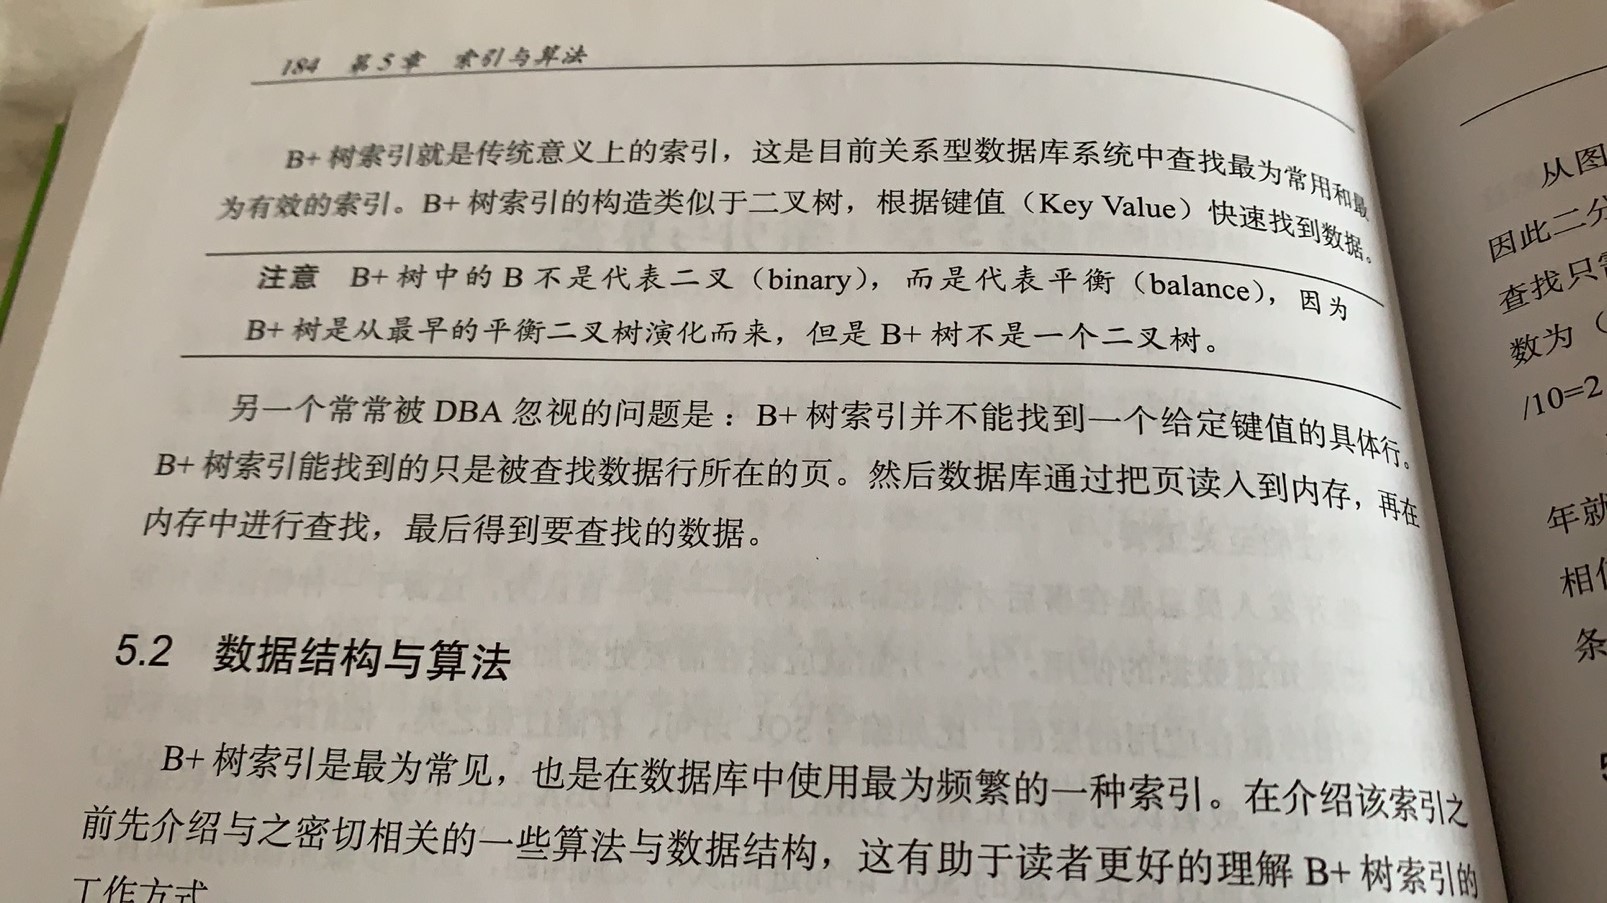 184 第5章 索引与算法
B+ 树索引就是传统意义上的索引，这是目前关系型数据库系统中查找最为常用和最
为有效的索引。B+ 树索引的构造类似于二叉树，根据键值（Key Value）快速找到数据。
注意 B+ 树中的 B 不是代表二叉（binary），而是代表平衡（balance），因为
B+ 树是从最早的平衡二叉树演化而来，但是 B+ 树不是一个二叉树。
另一个常常被 DBA 忽视的问题是：B+ 树索引并不能找到一个给定键值的具体行。
B+ 树索引能找到的只是被查找数据行所在的页。然后数据库通过把页读入到内存，再在
内存中进行查找，最后得到要查找的数据。
5.2 数据结构与算法
B+ 树索引是最为常见，也是在数据库中使用最为频繁的一种索引。在介绍该索引之
前先介绍与之密切相关的一些算法与数据结构，这有助于读者更好的理解 B+ 树索引的
工作方式
从图
因此二分
查找只需
数为（
/10=2
年就
相信
条